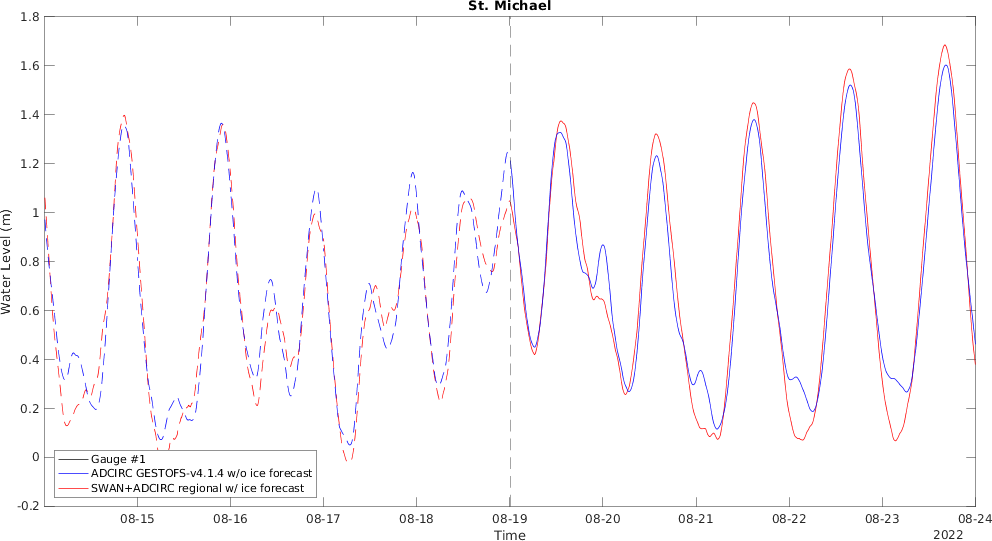 St. Michael
1.8
1.6
1.4
1.2
1
0.8
0.6
0.4
0.2
0
-0.2
Water Level (m)
Gauge #1
ADCIRC GESTOFS-v4.1.4 w/o ice forecast
SWAN+ADCIRC regional w/ ice forecast
08-15 08-16 08-17 08-18 08-19 08-20 08-21 08-22 08-23 08-24
Time
2022